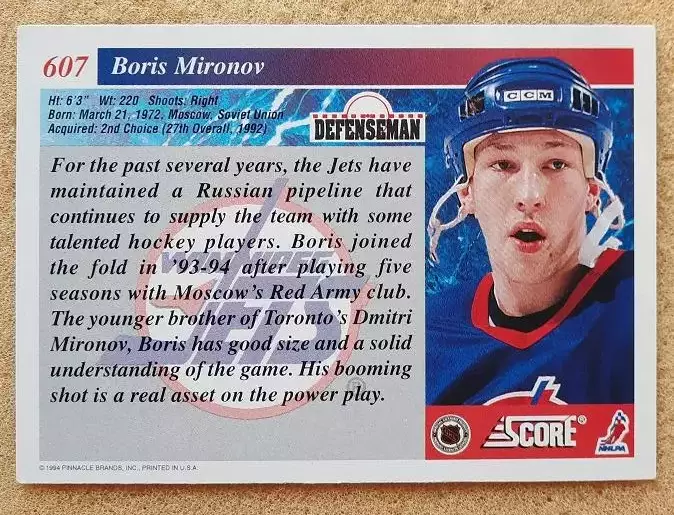 607 Boris Mironov
Ht: 6'3" Wt: 220 Shoots: Right
Born: March 21, 1972, Moscow, Soviet Union
Acquired: 2nd Choice (27th Overall, 1992)
DEFENSEMAN
CCM
For the past several years, the Jets have
maintained a Russian pipeline that
continues to supply the team with some
talented hockey players. Boris joined
the fold in '93-94 after playing five
seasons with Moscow's Red Army club.
The younger brother of Toronto's Dmitri
Mironov, Boris has good size and a solid
understanding of the game. His booming
shot is a real asset on the power play.
WINNIPEG
JETS
®
SCORE®
NHLPA
© 1994 PINNACLE BRANDS, INC., PRINTED IN U.S.A.